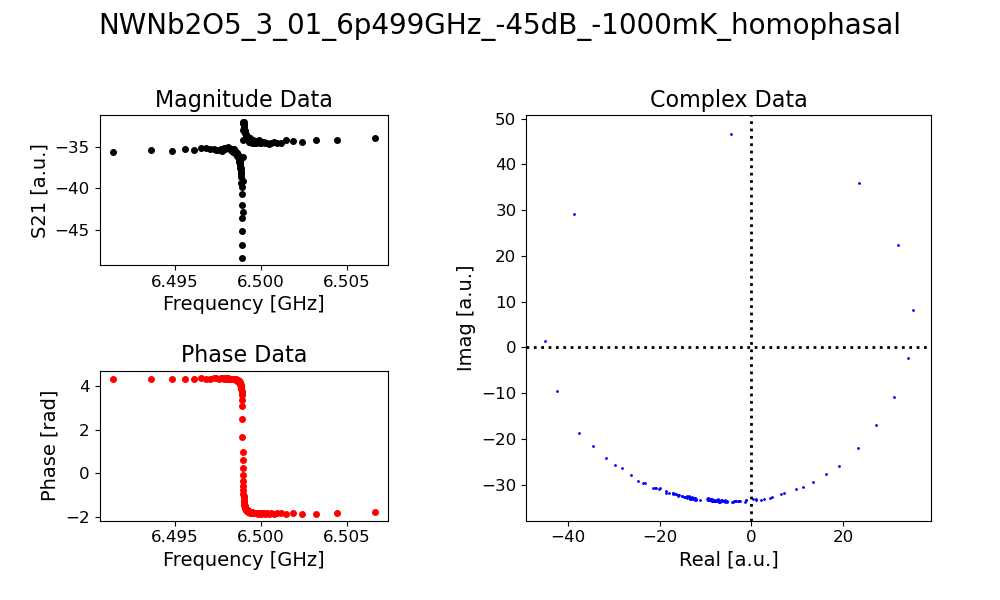 NWNb2O5_3_01_6p499GHz_-45dB_-1000mK_homophasal
Magnitude Data
S21 [a.u.]
−35
−40
−45
6.495 6.500 6.505
Frequency [GHz]
Phase Data
Phase [rad]
4
2
0
−2
6.495 6.500 6.505
Frequency [GHz]
Complex Data
Imag [a.u.]
50
40
30
20
10
0
−10
−20
−30
−40 −20 0 20
Real [a.u.]